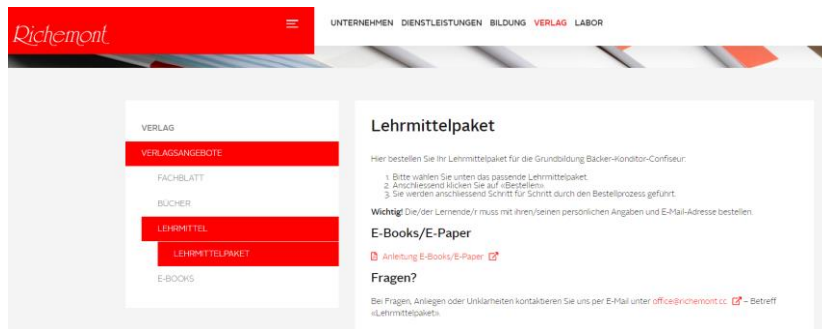 Richemont
UNTERNEHMEN DIENSTLEISTUNGEN BILDUNG VERLAG LABOR
VERLAG
VERLAGSANGEBOTE
FACHBLATT
BÜCHER
LEHRMITTEL
LEHRMITTELPAKET
E-BOOKS
Lehrmittelpaket
Hier bestellen Sie Ihr Lehrmittelpaket für die Grundbildung Bäcker-Konditor-Confiseur:
1. Bitte wählen Sie unten das passende Lehrmittelpaket.
2. Anschliessend klicken Sie auf «Bestellen».
3. Sie werden anschliessend Schritt für Schritt durch den Bestellprozess geführt.
Wichtig! Die/der Lernende/r muss mit ihren/seinen persönlichen Angaben und E-Mail-Adresse bestellen.
E-Books/E-Paper
Anleitung E-Books/E-Paper
Fragen?
Bei Fragen, Anliegen oder Unklarheiten kontaktieren Sie uns per E-Mail unter office@richemont.cc – Betreff
«Lehrmittelpaket».